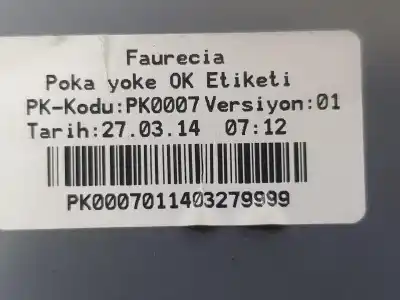 Faurecia
Poka yoke OK Etiketi
PK-Kodu:PK0007 Versiyon:01
Tarih:27.03.14 07:12
PK0007011403279999